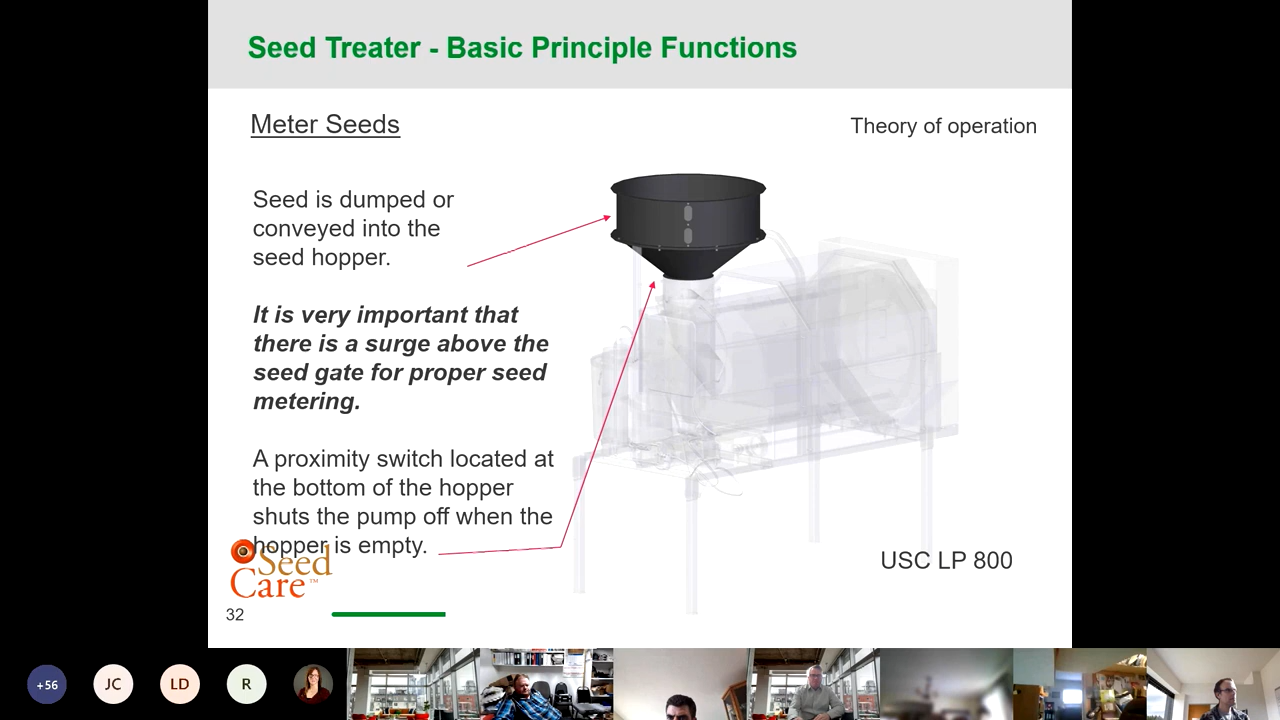 Seed Treater - Basic Principle Functions
Meter Seeds
Theory of operation
Seed is dumped or
conveyed into the
seed hopper.
It is very important that
there is a surge above the
seed gate for proper seed
metering.
A proximity switch located at
the bottom of the hopper
shuts the pump off when the
hopper is empty.
Seed
Care™
USC LP 800
32
+56
JC
LD
R